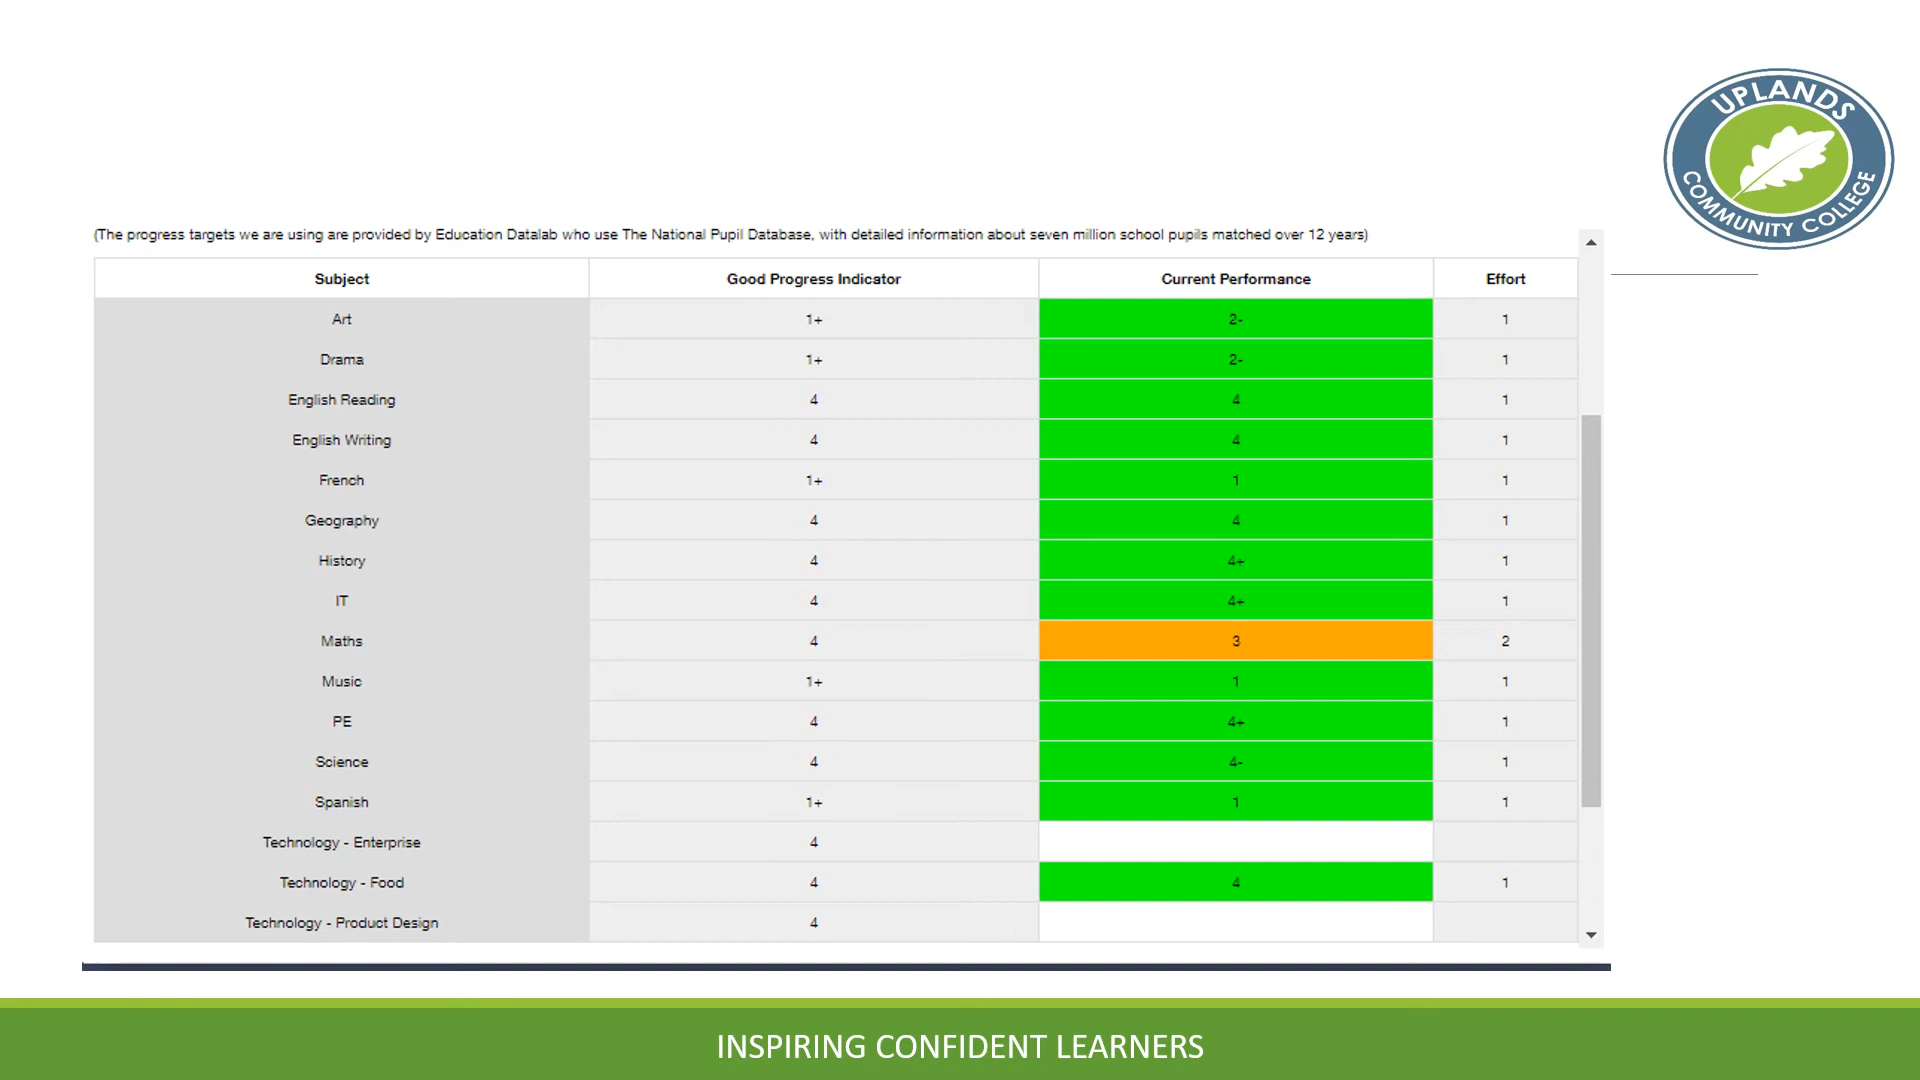 UPLANDS
COMMUNITY COLLEGE
(The progress targets we are using are provided by Education Datalab who use The National Pupil Database, with detailed information about seven million school pupils matched over 12 years)
Subject Good Progress Indicator Current Performance Effort
Art 1+ 2- 1
Drama 1+ 2- 1
English Reading 4 4 1
English Writing 4 4 1
French 1+ 1 1
Geography 4 4 1
History 4 4+ 1
IT 4 4+ 1
Maths 4 3 2
Music 1+ 1 1
PE 4 4+ 1
Science 4 4- 1
Spanish 1+ 1 1
Technology - Enterprise 4
Technology - Food 4 4 1
Technology - Product Design 4
INSPIRING CONFIDENT LEARNERS